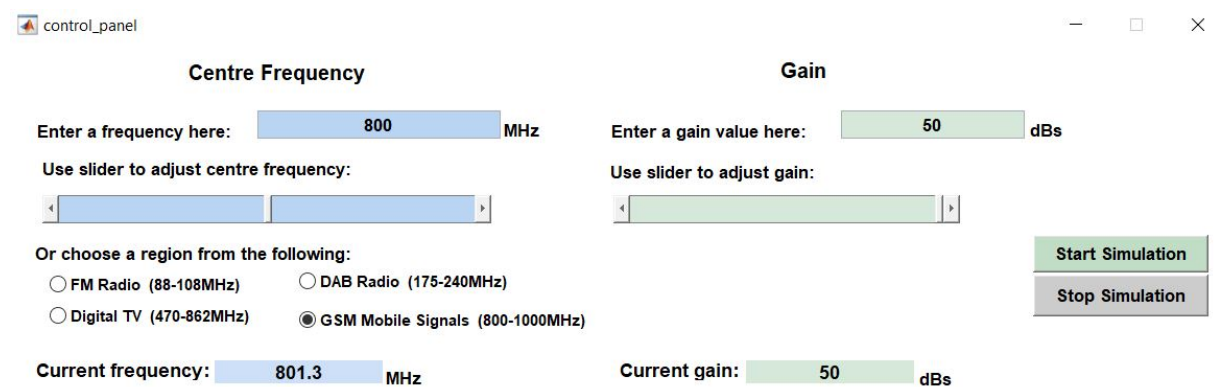 control_panel
Centre Frequency
Gain
Enter a frequency here: 800 MHz
Enter a gain value here: 50 dBs
Use slider to adjust centre frequency:
Use slider to adjust gain:
Or choose a region from the following:
FM Radio (88-108MHz)
DAB Radio (175-240MHz)
Digital TV (470-862MHz)
GSM Mobile Signals (800-1000MHz)
Start Simulation
Stop Simulation
Current frequency: 801.3 MHz
Current gain: 50 dBs